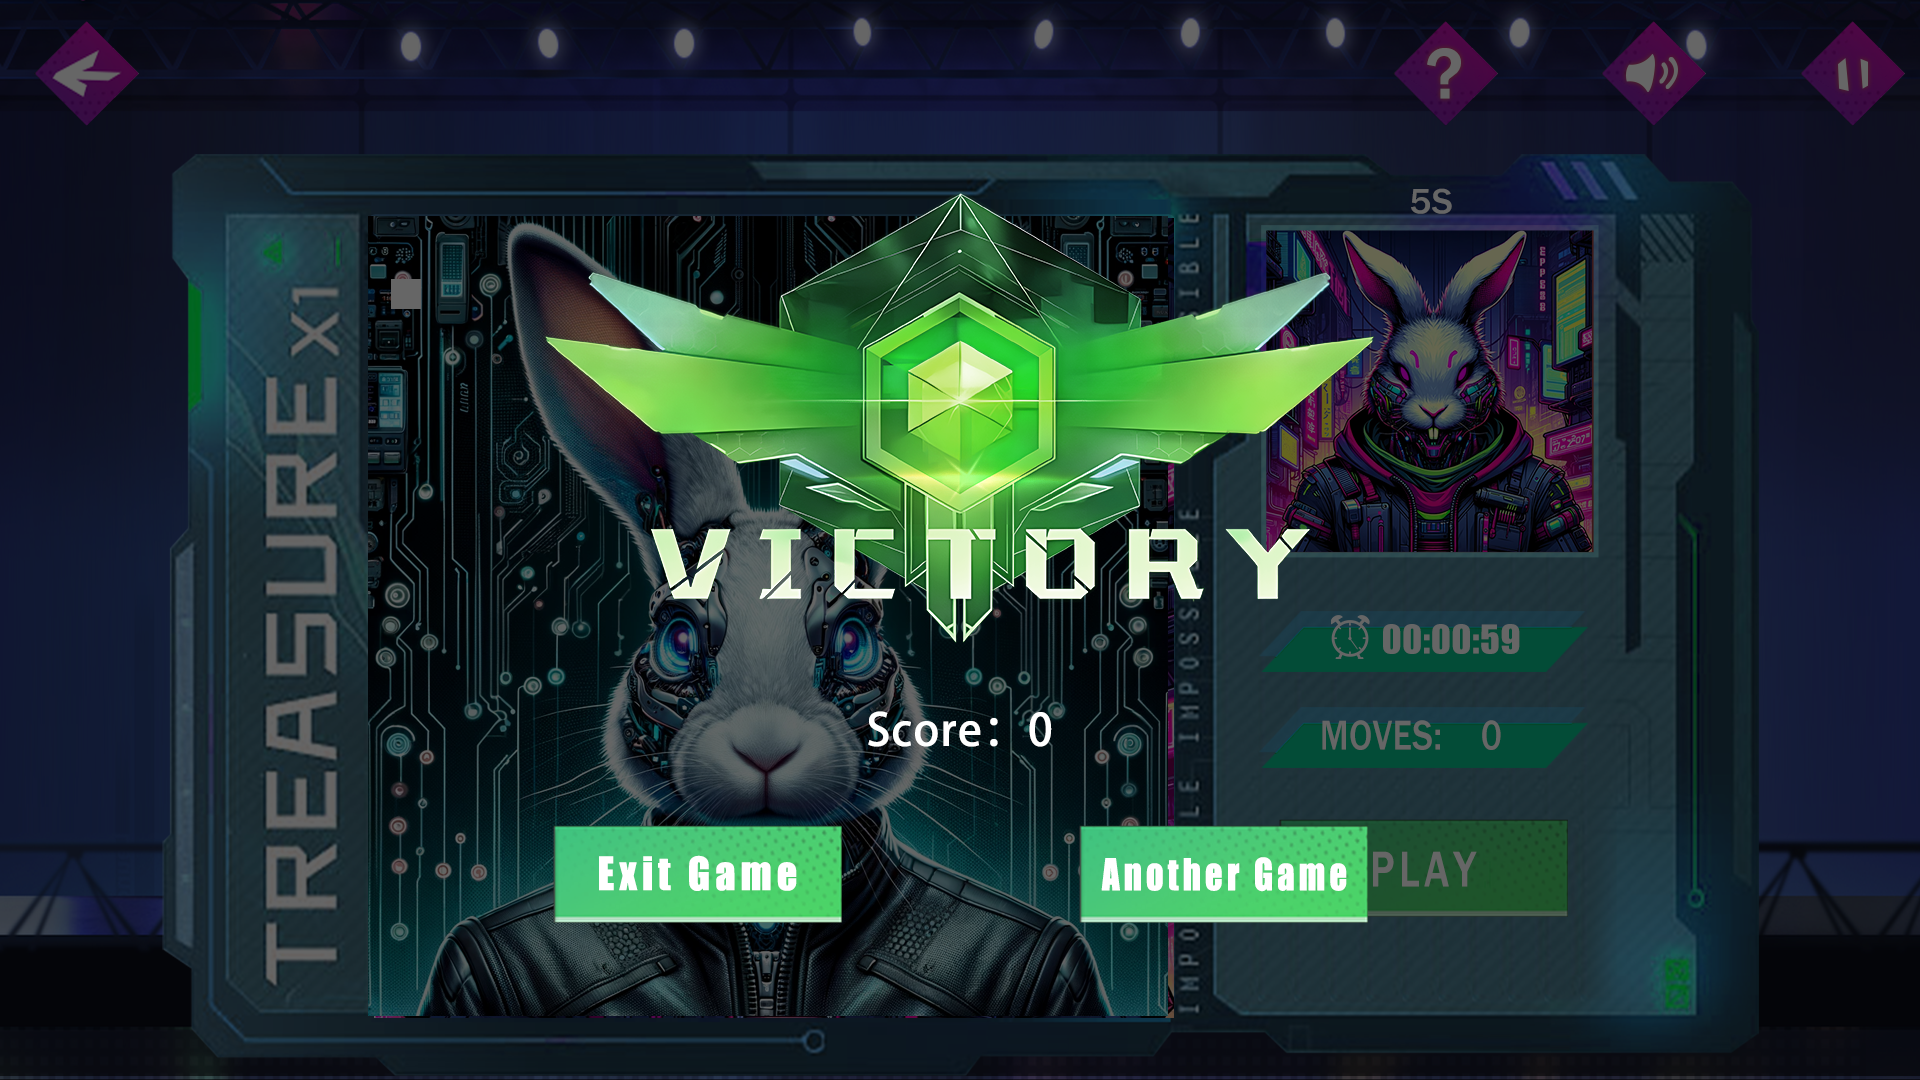 ?
5S
TREASURE X1
VICTORY
00:00:59
MOVES: 0
Score: 0
Exit Game
Another Game
PLAY